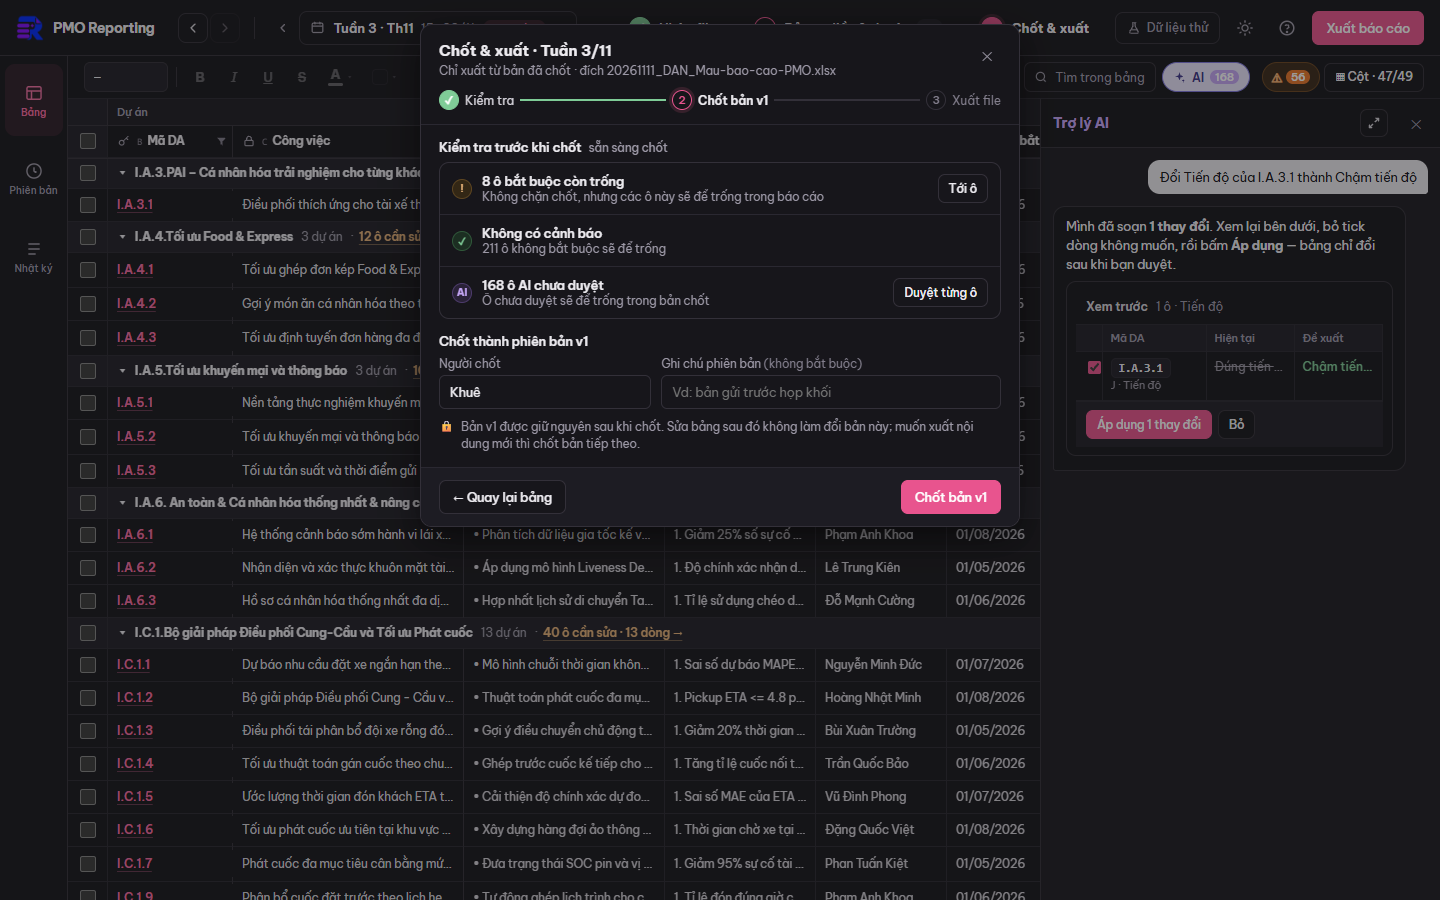 PMO Reporting
Tuần 3 · Th11
Chốt & xuất
Dữ liệu thử
Xuất báo cáo
Chốt & xuất · Tuần 3/11
Chỉ xuất từ bản đã chốt · đích 20261111_DAN_Mau-bao-cao-PMO.xlsx
Kiểm tra
2 Chốt bản v1
3 Xuất file
Kiểm tra trước khi chốt sẵn sàng chốt
8 ô bắt buộc còn trống
Không chặn chốt, nhưng các ô này sẽ để trống trong báo cáo
Tới ô
Không có cảnh báo
211 ô không bắt buộc sẽ để trống
AI
168 ô AI chưa duyệt
Ô chưa duyệt sẽ để trống trong bản chốt
Duyệt từng ô
Chốt thành phiên bản v1
Người chốt
Ghi chú phiên bản (không bắt buộc)
Khuê
Vd: bản gửi trước họp khối
Bản v1 được giữ nguyên sau khi chốt. Sửa bảng sau đó không làm đổi bản này; muốn xuất nội
dung mới thì chốt bản tiếp theo.
← Quay lại bảng
Chốt bản v1
Bảng
Phiên bản
Nhật ký
–
B I U S A
Tìm trong bảng
AI 168
56
Cột · 47/49
Dự án
B Mã DA
C Công việc
I.A.3.PAI – Cá nhân hóa trải nghiệm cho từng
I.A.3.1 Điều phối thích ứng cho tài xế
I.A.4.Tối ưu Food & Express 3 dự án · 12 ô cần
I.A.4.1 Tối ưu ghép đơn kép Food &
I.A.4.2 Gợi ý món ăn cá nhân hóa theo
I.A.4.3 Tối ưu định tuyến đơn hàng đa
I.A.5.Tối ưu khuyến mại và thông báo 3 dự án ·
I.A.5.1 Nền tảng thực nghiệm khuyến
I.A.5.2 Tối ưu khuyến mại và thông báo
I.A.5.3 Tối ưu tần suất và thời điểm gửi
I.A.6. An toàn & Cá nhân hóa thống nhất & nâng
I.A.6.1 Hệ thống cảnh báo sớm hành vi lái x... • Phân tích dữ liệu gia tốc kế v... 1. Giảm 25% số sự cố ... Phạm Anh Khoa 01/08/2026
I.A.6.2 Nhận diện và xác thực khuôn mặt tài... • Áp dụng mô hình Liveness De... 1. Độ chính xác nhận d... Lê Trung Kiên 01/05/2026
I.A.6.3 Hồ sơ cá nhân hóa thống nhất đa dị... • Hợp nhất lịch sử di chuyển Ta... 1. Tỉ lệ sử dụng chéo d... Đỗ Mạnh Cường 01/06/2026
I.C.1.Bộ giải pháp Điều phối Cung-Cầu và Tối ưu Phát cuốc 13 dự án · 40 ô cần sửa · 13 dòng →
I.C.1.1 Dự báo nhu cầu đặt xe ngắn hạn the... • Mô hình chuỗi thời gian khôn... 1. Sai số dự báo MAPE... Nguyễn Minh Đức 01/07/2026
I.C.1.2 Bộ giải pháp Điều phối Cung - Cầu v... • Thuật toán phát cuốc đa mụ... 1. Pickup ETA <= 4.8 p... Hoàng Nhật Minh 01/08/2026
I.C.1.3 Điều phối tái phân bổ đội xe rỗng đó... • Gợi ý điều chuyển chủ động t... 1. Giảm 20% thời gian ... Bùi Xuân Trường 01/05/2026
I.C.1.4 Tối ưu thuật toán gán cuốc theo chu... • Ghép trước cuốc kế tiếp cho ... 1. Tăng tỉ lệ cuốc nối t... Trần Quốc Bảo 01/06/2026
I.C.1.5 Ước lượng thời gian đón khách ETA t... • Cải thiện độ chính xác dự đo... 1. Sai số MAE của ETA ... Vũ Đình Phong 01/07/2026
I.C.1.6 Tối ưu phát cuốc ưu tiên tại khu vực ... • Xây dựng hàng đợi ảo thông ... 1. Thời gian chờ xe tại ... Đặng Quốc Việt 01/08/2026
I.C.1.7 Phát cuốc đa mục tiêu cân bằng mứ... • Đưa trạng thái SOC pin và vị ... 1. Giảm 95% sự cố tài ... Phan Tuấn Kiệt 01/05/2026
I.C.1.9 Phân bổ cuốc đặt trước theo lịch he... • Tự động ghép lịch trình cho c... 1. Tỉ lệ đón đúng giờ c... Phạm Anh Khoa 01/06/2026
Trợ lý AI
Đổi Tiến độ của I.A.3.1 thành Chậm tiến độ
Mình đã soạn 1 thay đổi. Xem lại bên dưới, bỏ tick
dòng không muốn, rồi bấm Áp dụng — bảng chỉ đổi
sau khi bạn duyệt.
Xem trước 1 ô · Tiến độ
Mã DA Hiện tại Đề xuất
I.A.3.1 Đúng tiến ... Chậm tiến...
J · Tiến độ
Áp dụng 1 thay đổi
Bỏ